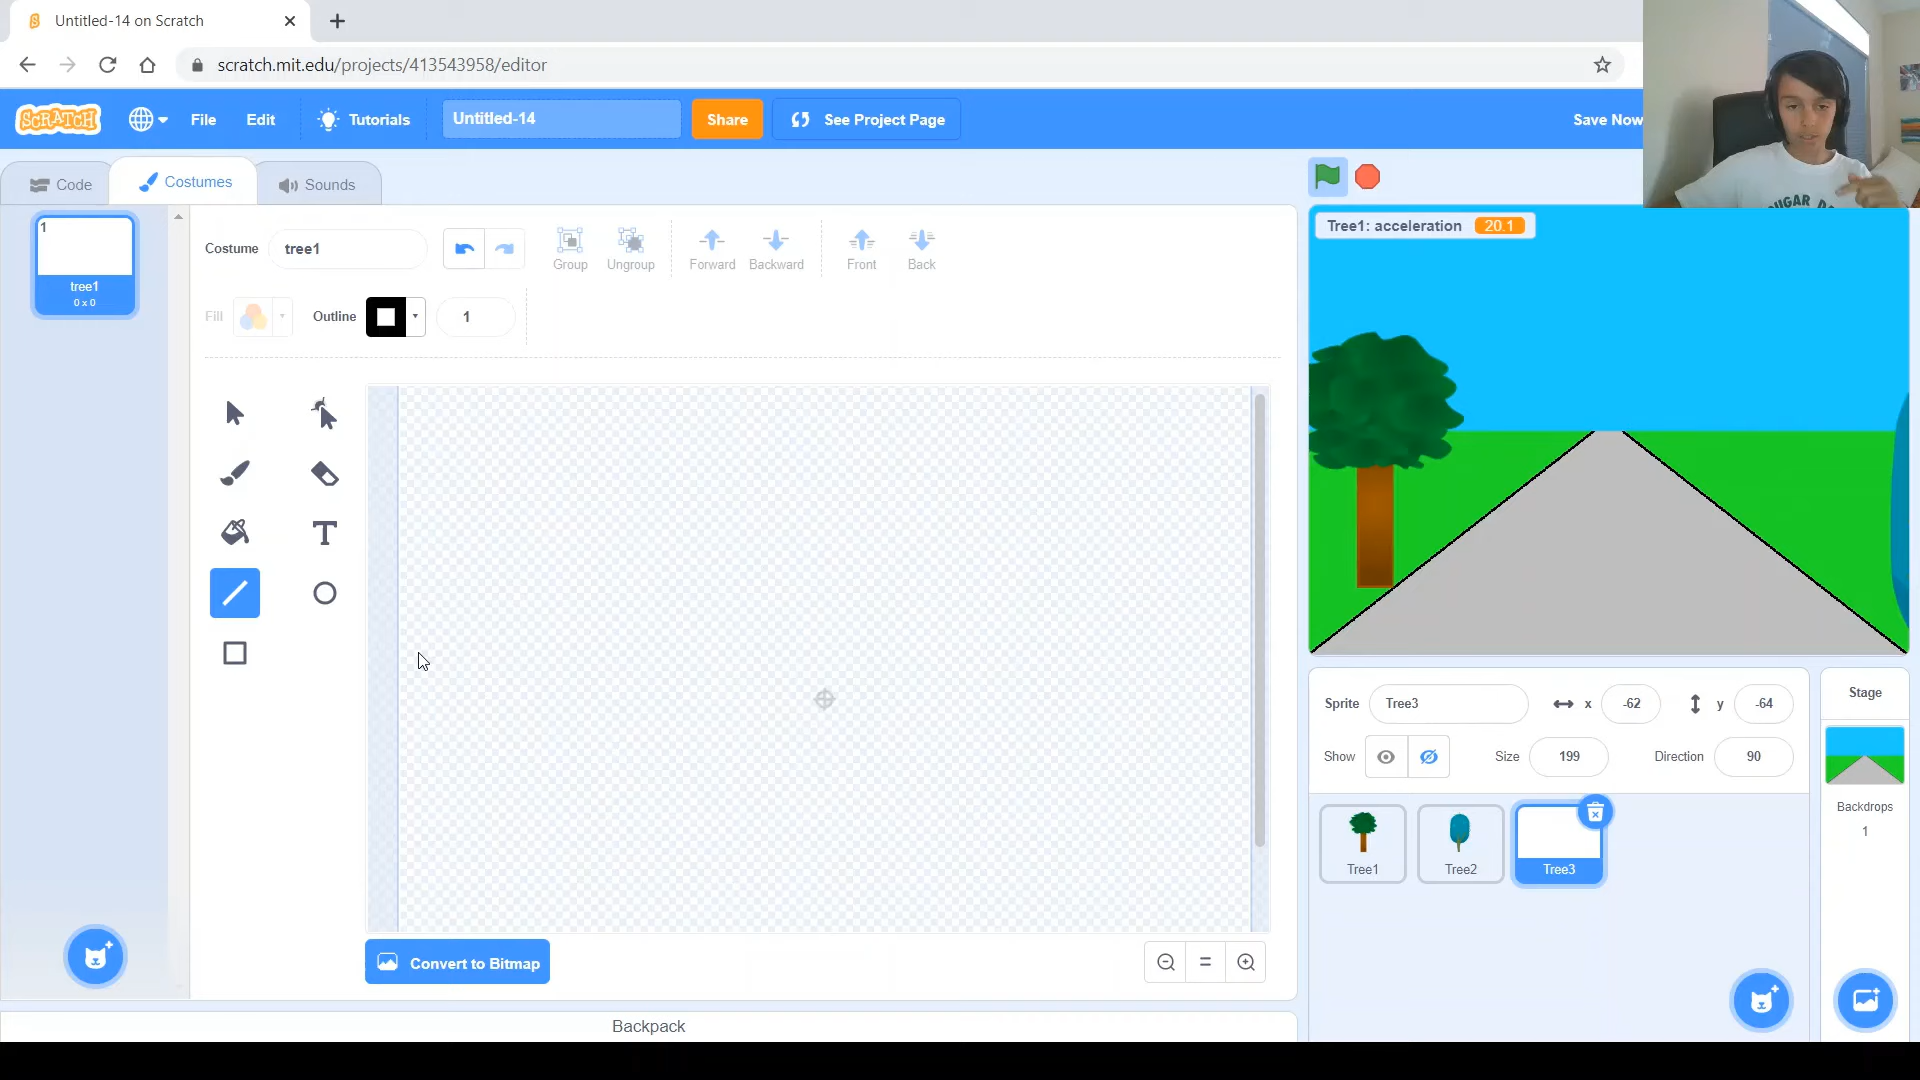 Untitled-14 on Scratch
scratch.mit.edu/projects/413543958/editor
SCRATCH
File
Edit
Tutorials
Untitled-14
Share
See Project Page
Save Now
Code
Costumes
Sounds
1
tree1
0 x 0
Costume
tree1
Group
Ungroup
Forward
Backward
Front
Back
Fill
Outline
1
T
Convert to Bitmap
Backpack
Tree1: acceleration 20.1
Sprite
Tree3
x
-62
y
-64
Show
Size
199
Direction
90
Tree1
Tree2
Tree3
Stage
Backdrops
1